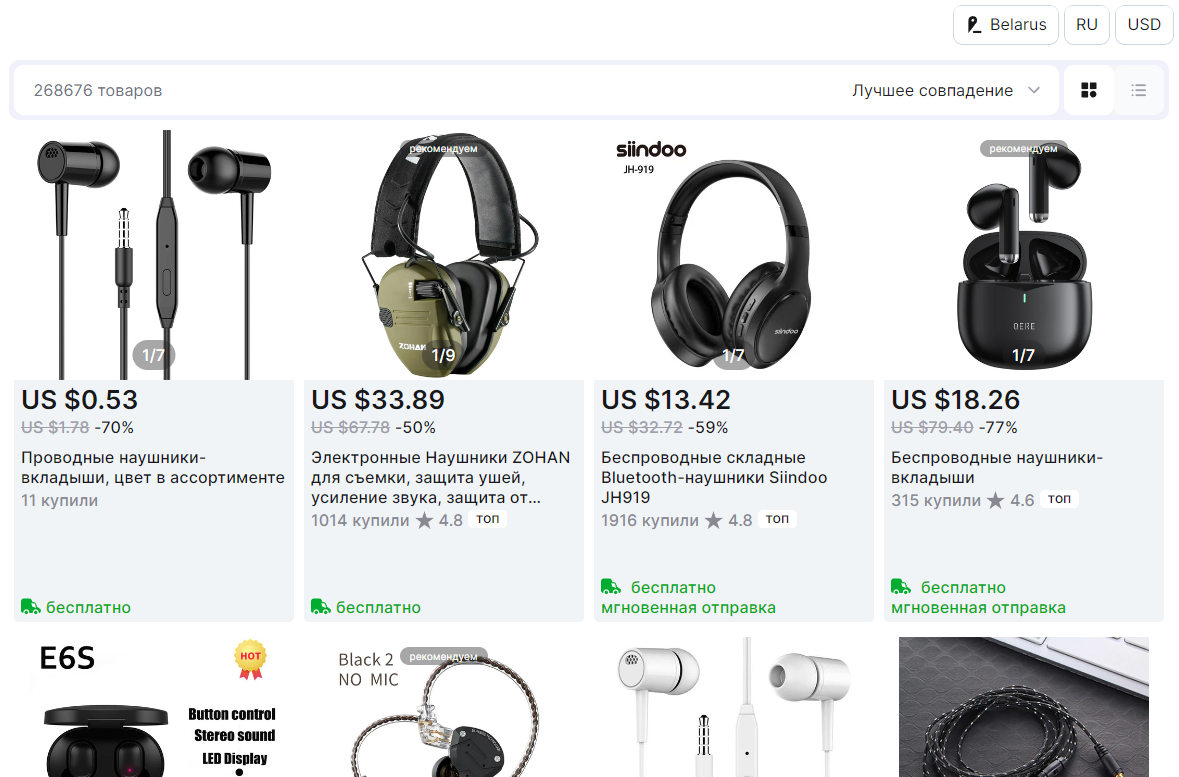 Belarus
RU
USD
268676 товаров
Лучшее совпадение
1/7
рекомендуем
ZOHAN
1/9
siindoo
JH-919
siindoo
1/7
рекомендуем
OEHE
1/7
US $0.53
US $1.78 -70%
Проводные наушники-
вкладыши, цвет в ассортименте
11 купили
бесплатно
US $33.89
US $67.78 -50%
Электронные Наушники ZOHAN
для съемки, защита ушей,
усиление звука, защита от...
1014 купили ★ 4.8 топ
бесплатно
US $13.42
US $32.72 -59%
Беспроводные складные
Bluetooth-наушники Siindoo
JH919
1916 купили ★ 4.8 топ
бесплатно
мгновенная отправка
US $18.26
US $79.40 -77%
Беспроводные наушники-
вкладыши
315 купили ★ 4.6 топ
бесплатно
мгновенная отправка
E6S
HOT
Button control
Stereo sound
LED Display
Black 2
NO MIC
рекомендуем